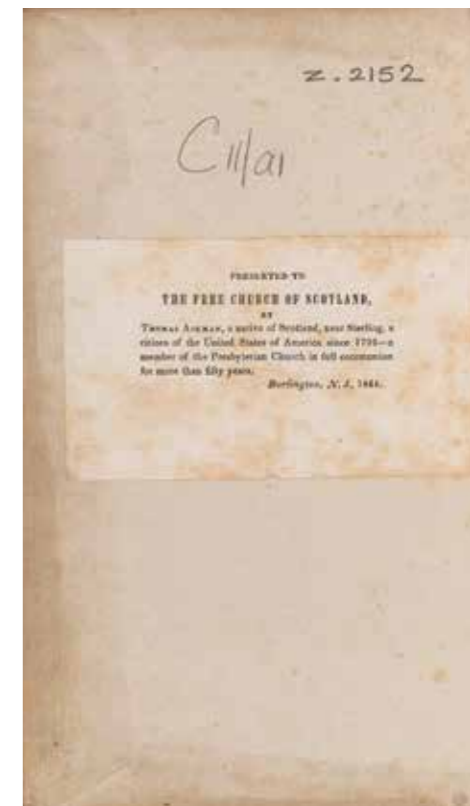 z.2152
C11/a1
PRESENTED TO
THE FREE CHURCH OF SCOTLAND,
BY
THOMAS AIKMAN, a native of Scotland, near Sterling, a
citizen of the United States of America since 1795—a
member of the Presbyterian Church in full communion
for more than fifty years.
Burlington, N. J.,